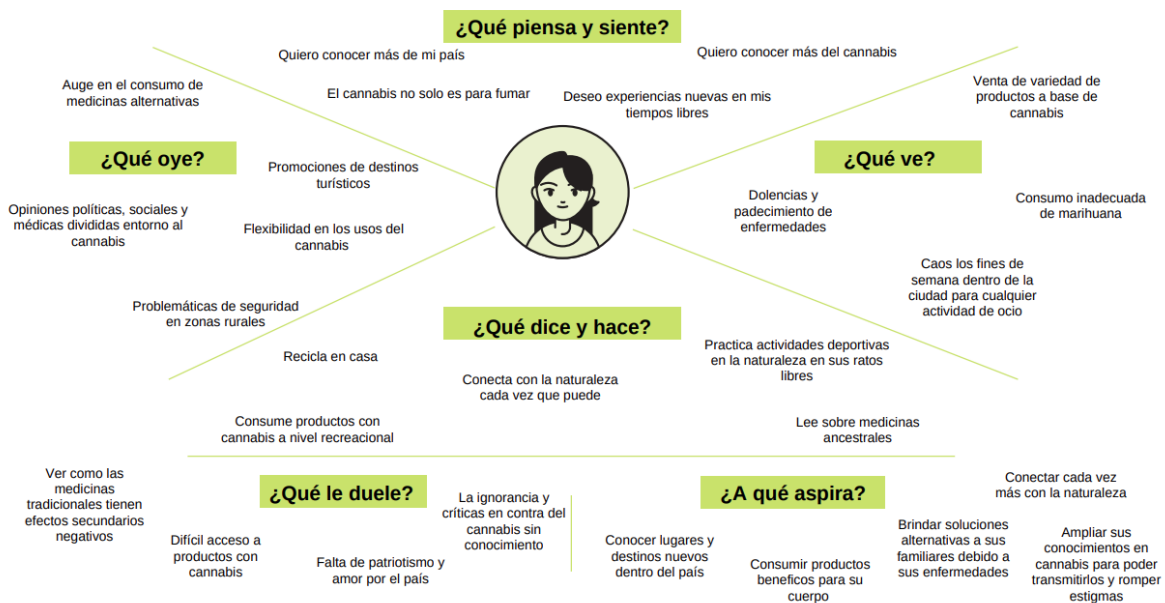 ¿Qué piensa y siente?
Quiero conocer más de mi país
Quiero conocer más del cannabis
El cannabis no solo es para fumar
Deseo experiencias nuevas en mis
tiempos libres
Auge en el consumo de
medicinas alternativas
¿Qué oye?
Promociones de destinos
turísticos
Opiniones políticas, sociales y
médicas divididas entorno al
cannabis
Flexibilidad en los usos del
cannabis
Problemáticas de seguridad
en zonas rurales
Venta de variedad de
productos a base de
cannabis
¿Qué ve?
Dolencias y
padecimiento de
enfermedades
Consumo inadecuada
de marihuana
Caos los fines de
semana dentro de la
ciudad para cualquier
actividad de ocio
¿Qué dice y hace?
Recicla en casa
Conecta con la naturaleza
cada vez que puede
Practica actividades deportivas
en la naturaleza en sus ratos
libres
Consume productos con
cannabis a nivel recreacional
Lee sobre medicinas
ancestrales
¿Qué le duele?
Ver como las
medicinas
tradicionales tienen
efectos secundarios
negativos
Difícil acceso a
productos con
cannabis
Falta de patriotismo y
amor por el país
La ignorancia y
críticas en contra del
cannabis sin
conocimiento
¿A qué aspira?
Conocer lugares y
destinos nuevos
dentro del país
Consumir productos
beneficos para su
cuerpo
Brindar soluciones
alternativas a sus
familiares debido a
sus enfermedades
Conectar cada vez
más con la naturaleza
Ampliar sus
conocimientos en
cannabis para poder
transmitirlos y romper
estigmas